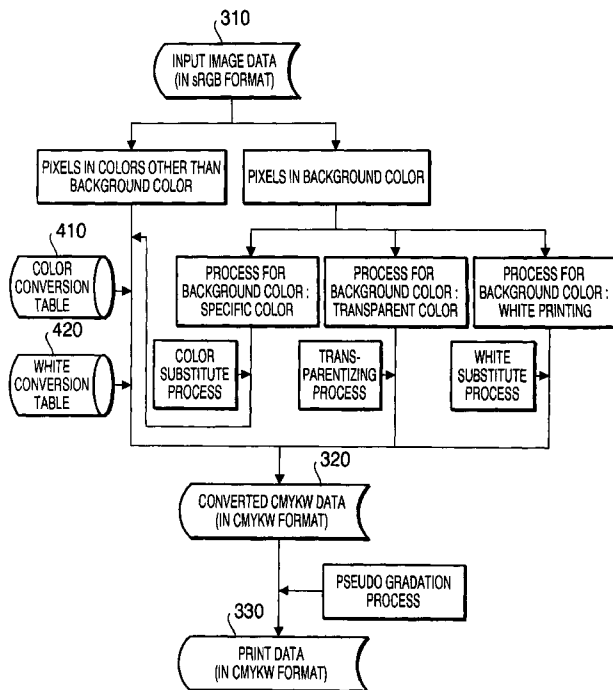 310
INPUT IMAGE DATA
(IN sRGB FORMAT)
PIXELS IN COLORS OTHER THAN
BACKGROUND COLOR
PIXELS IN BACKGROUND COLOR
410
COLOR
CONVERSION
TABLE
420
WHITE
CONVERSION
TABLE
PROCESS FOR
BACKGROUND COLOR :
SPECIFIC COLOR
PROCESS FOR
BACKGROUND COLOR :
TRANSPARENT COLOR
PROCESS FOR
BACKGROUND COLOR :
WHITE PRINTING
COLOR
SUBSTITUTE
PROCESS
TRANS-
PARENTIZING
PROCESS
WHITE
SUBSTITUTE
PROCESS
320
CONVERTED CMYKW DATA
(IN CMYKW FORMAT)
PSEUDO GRADATION
PROCESS
330
PRINT DATA
(IN CMYKW FORMAT)